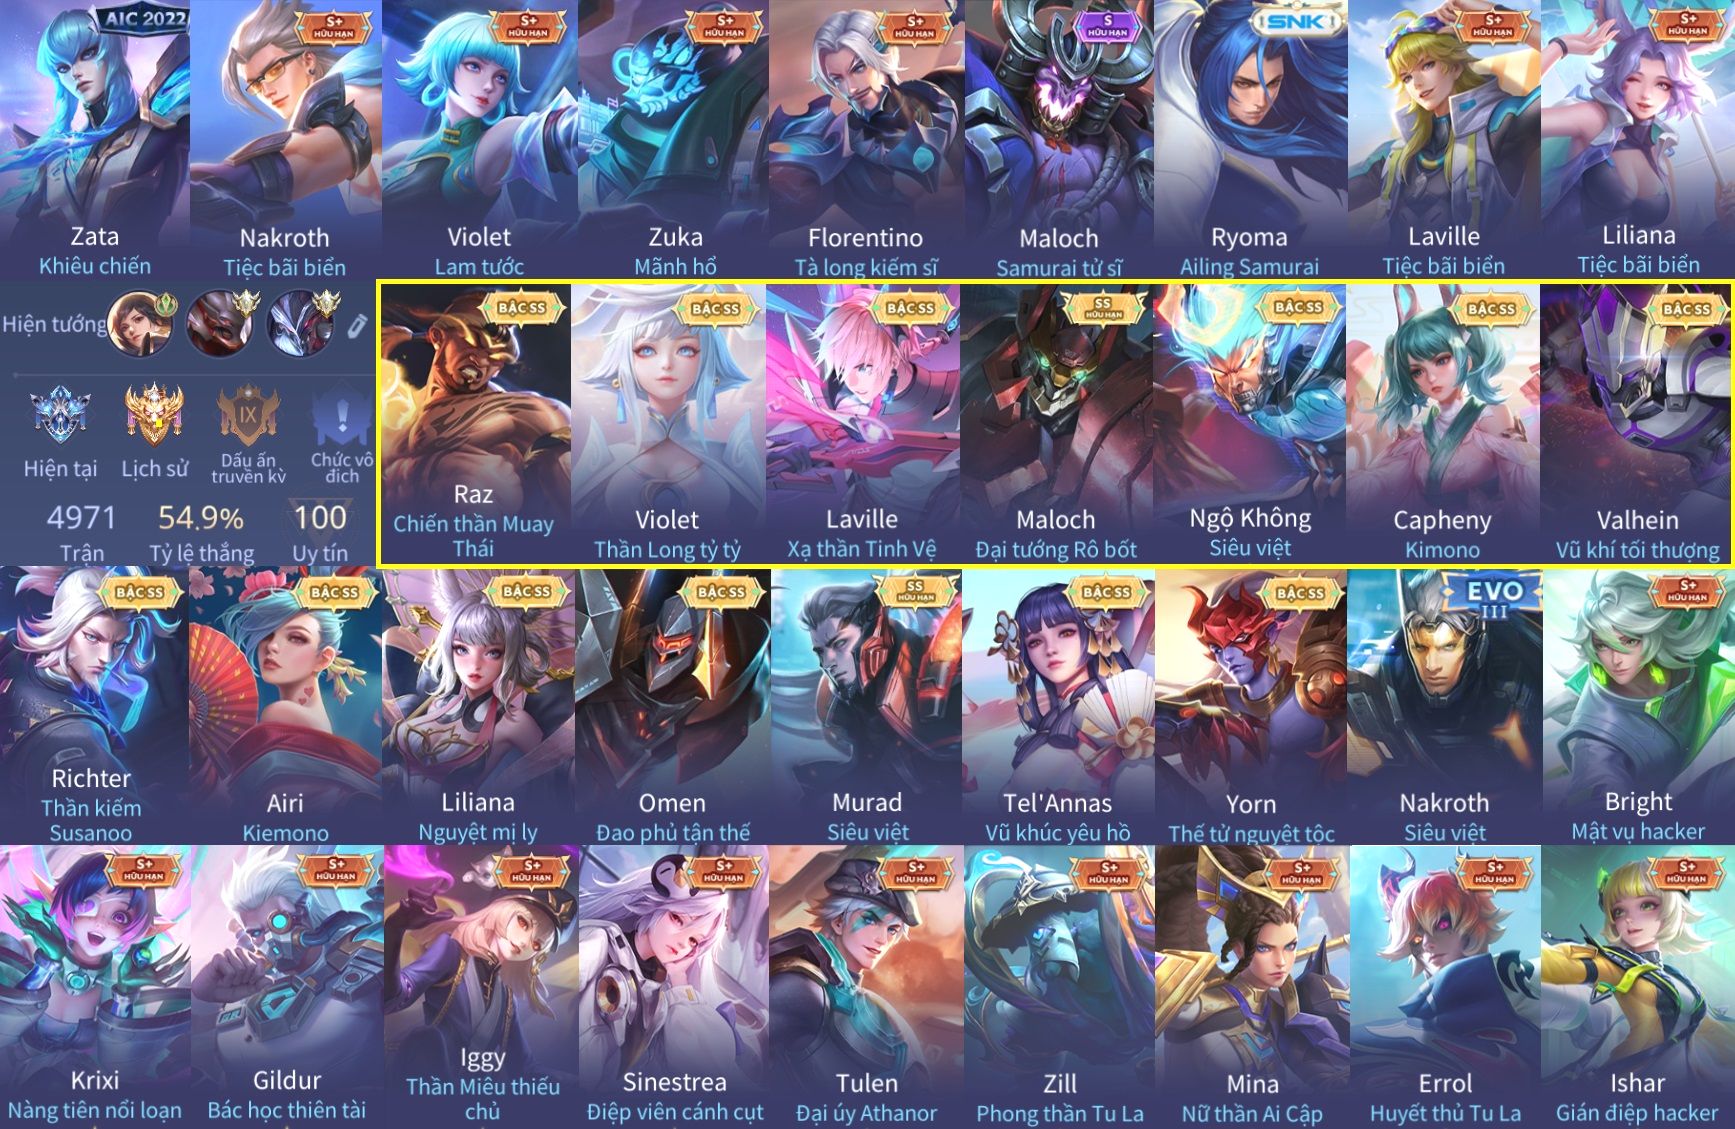 AIC 2022
S+
HỮU HẠN
S+
HỮU HẠN
S+
HỮU HẠN
S+
HỮU HẠN
S
HỮU HẠN
SNK
S+
HỮU HẠN
S+
HỮU HẠN
Zata
Khiêu chiến
Nakroth
Tiệc bãi biển
Violet
Lam tước
Zuka
Mãnh hổ
Florentino
Tà long kiếm sĩ
Maloch
Samurai tử sĩ
Ryoma
Ailing Samurai
Laville
Tiệc bãi biển
Liliana
Tiệc bãi biển
Hiện tướng
IX
Hiện tại
Lịch sử
Dấu ấn
truyền kỳ
Chức vô
địch
4971
Trận
54.9%
Tỷ lệ thắng
100
Uy tín
BẬC SS
BẬC SS
BẬC SS
SS
HỮU HẠN
BẬC SS
BẬC SS
BẬC SS
Raz
Chiến thần Muay
Thái
Violet
Thần Long tỷ tỷ
Laville
Xạ thần Tinh Vệ
Maloch
Đại tướng Rô bốt
Ngộ Không
Siêu việt
Capheny
Kimono
Valhein
Vũ khí tối thượng
BẬC SS
BẬC SS
BẬC SS
BẬC SS
SS
HỮU HẠN
BẬC SS
BẬC SS
EVO
III
S+
HỮU HẠN
Richter
Thần kiếm
Susanoo
Airi
Kiemono
Liliana
Nguyệt mị ly
Omen
Đao phủ tận thế
Murad
Siêu việt
Tel'Annas
Vũ khúc yêu hồ
Yorn
Thế tử nguyệt tộc
Nakroth
Siêu việt
Bright
Mật vụ hacker
S+
HỮU HẠN
S+
HỮU HẠN
S+
HỮU HẠN
S+
HỮU HẠN
S+
HỮU HẠN
S+
HỮU HẠN
S+
HỮU HẠN
S+
HỮU HẠN
S+
HỮU HẠN
Krixi
Nàng tiên nổi loạn
Gildur
Bác học thiên tài
Iggy
Thần Miêu thiếu
chủ
Sinestrea
Điệp viên cánh cụt
Tulen
Đại úy Athanor
Zill
Phong thần Tu La
Mina
Nữ thần Ai Cập
Errol
Huyết thủ Tu La
Ishar
Gián điệp hacker